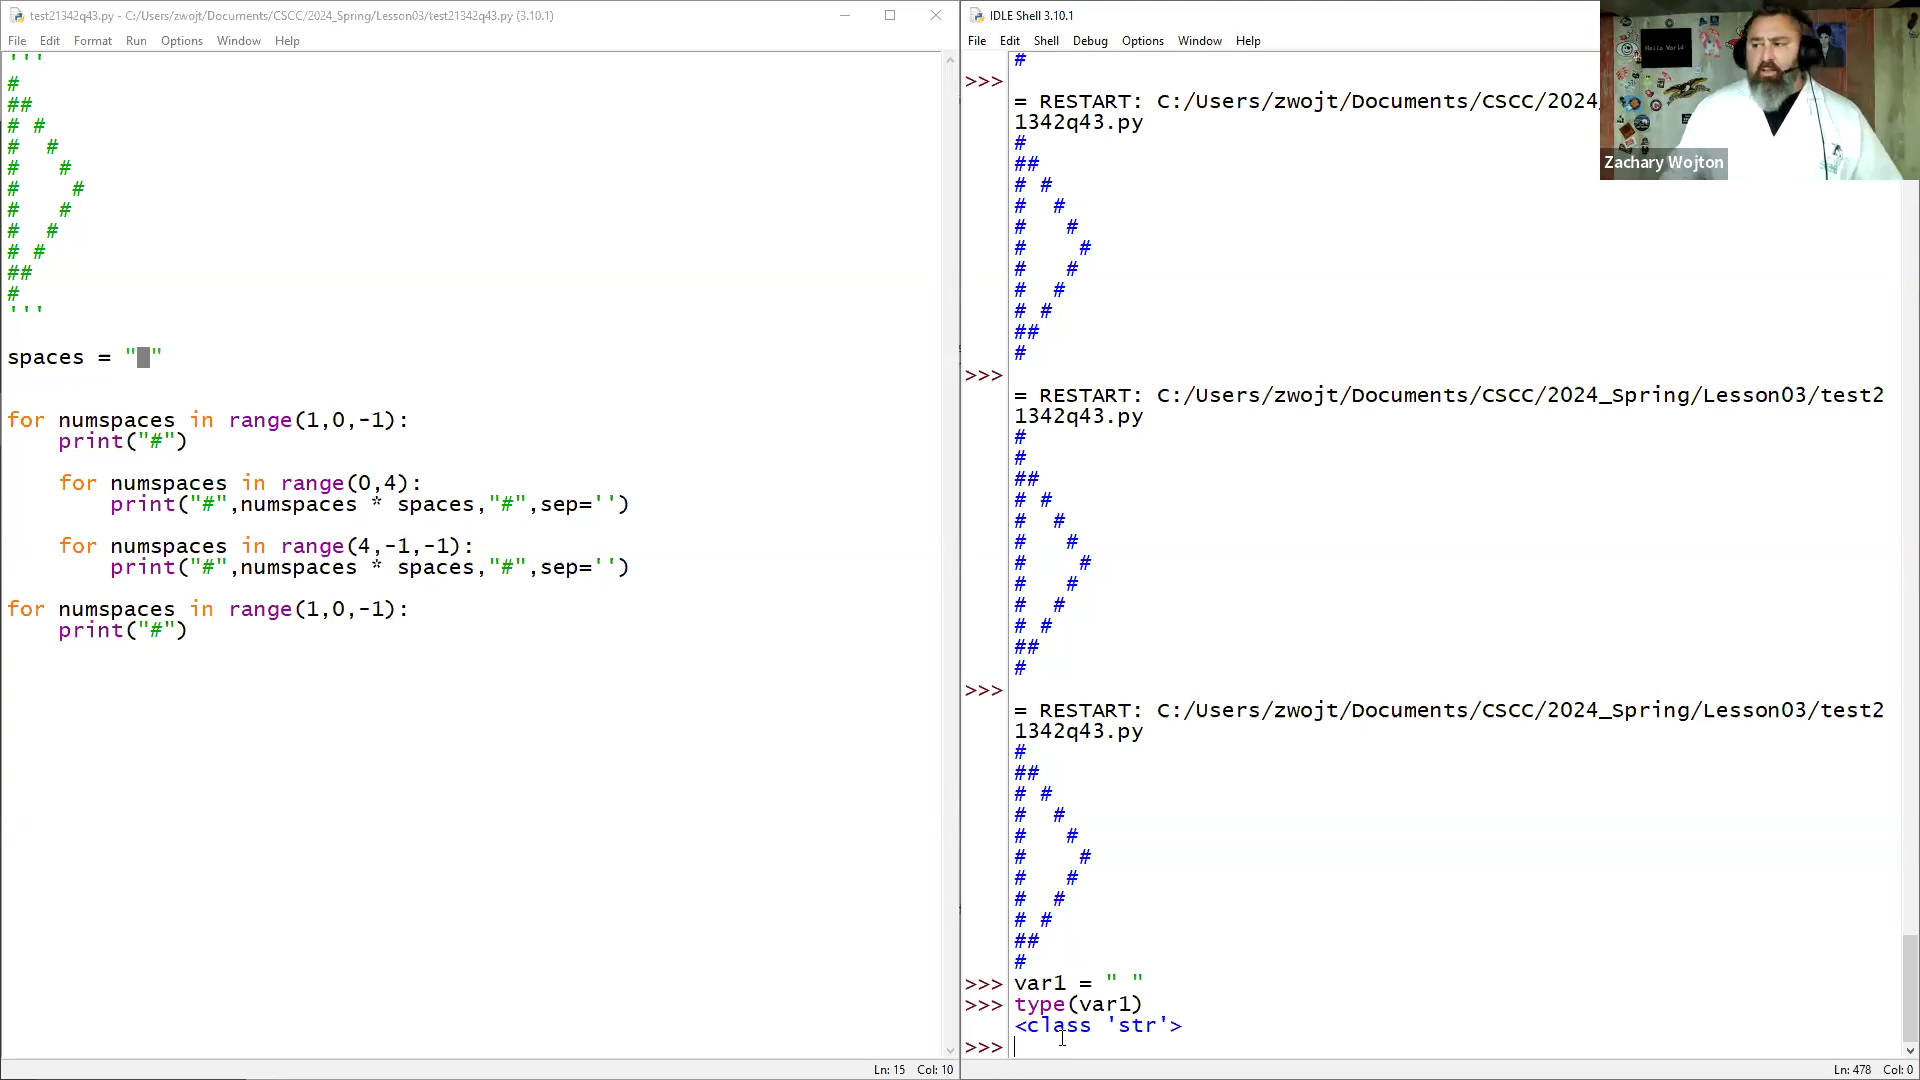 test21342q43.py - C:/Users/zwojt/Documents/CSCC/2024_Spring/Lesson03/test21342q43.py (3.10.1)
File Edit Format Run Options Window Help
'''
#
##
# #
#  #
#   #
#    #
#   #
#  #
# #
##
#
'''
spaces = " "
for numspaces in range(1,0,-1):
    print("#")
    for numspaces in range(0,4):
        print("#",numspaces * spaces,"#",sep='')
    for numspaces in range(4,-1,-1):
        print("#",numspaces * spaces,"#",sep='')
for numspaces in range(1,0,-1):
    print("#")
Ln: 15 Col: 10
IDLE Shell 3.10.1
File Edit Shell Debug Options Window Help
#
>>>
= RESTART: C:/Users/zwojt/Documents/CSCC/2024_
1342q43.py
#
##
# #
#  #
#   #
#    #
#   #
#  #
# #
##
#
>>>
= RESTART: C:/Users/zwojt/Documents/CSCC/2024_Spring/Lesson03/test2
1342q43.py
#
#
##
# #
#  #
#   #
#    #
#   #
#  #
# #
##
#
>>>
= RESTART: C:/Users/zwojt/Documents/CSCC/2024_Spring/Lesson03/test2
1342q43.py
#
##
# #
#  #
#   #
#    #
#   #
#  #
# #
##
#
>>> var1 = " "
>>> type(var1)
<class 'str'>
>>>
Ln: 478 Col: 0
Hello World
Zachary Wojton